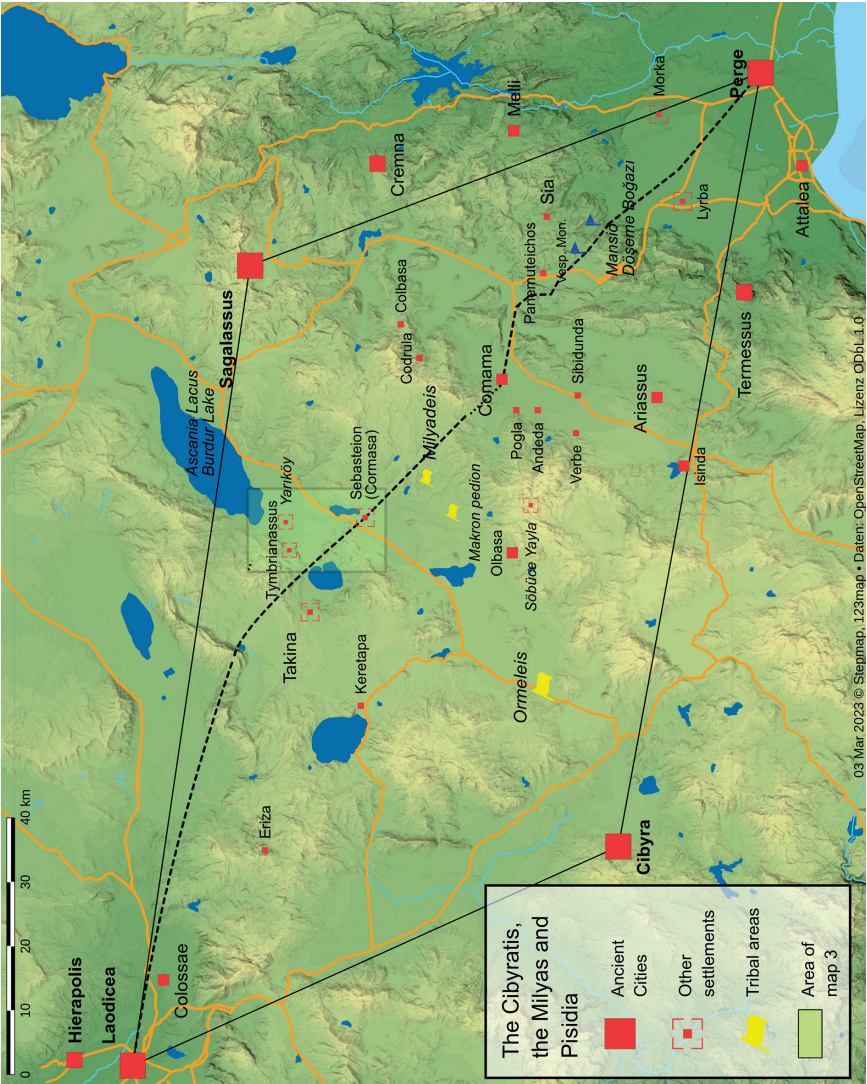 The Cibyratis,
the Milyas and
Pisidia
Ancient
Cities
Other
settlements
Tribal areas
Area of
map 3
0 10 20 30 40 km
Hierapolis
Laodicea
Colossae
Eriza
Cibyra
Keretapa
Takina
Ormeleis
Tymbrianassus
Yarıköy
Sebasteion
(Cormasa)
Ascania Lacus
Burdur Lake
Sagalassus
Milyadeis
Makron pedion
Olbasa
Söbüce Yayla
Colbasa
Codrula
Comama
Pogla
Andeda
Verbe
Sibidunda
Ariassus
Isinda
Termessus
Cremna
Melli
Sia
Panemuteichos
Vesp. Mon.
Mansio
Döşeme Boğazı
Morka
Lyrba
Perge
Attalea
03 Mar 2023 © Stepmap, 123map • Daten: OpenStreetMap, Lizenz ODbL 1.0